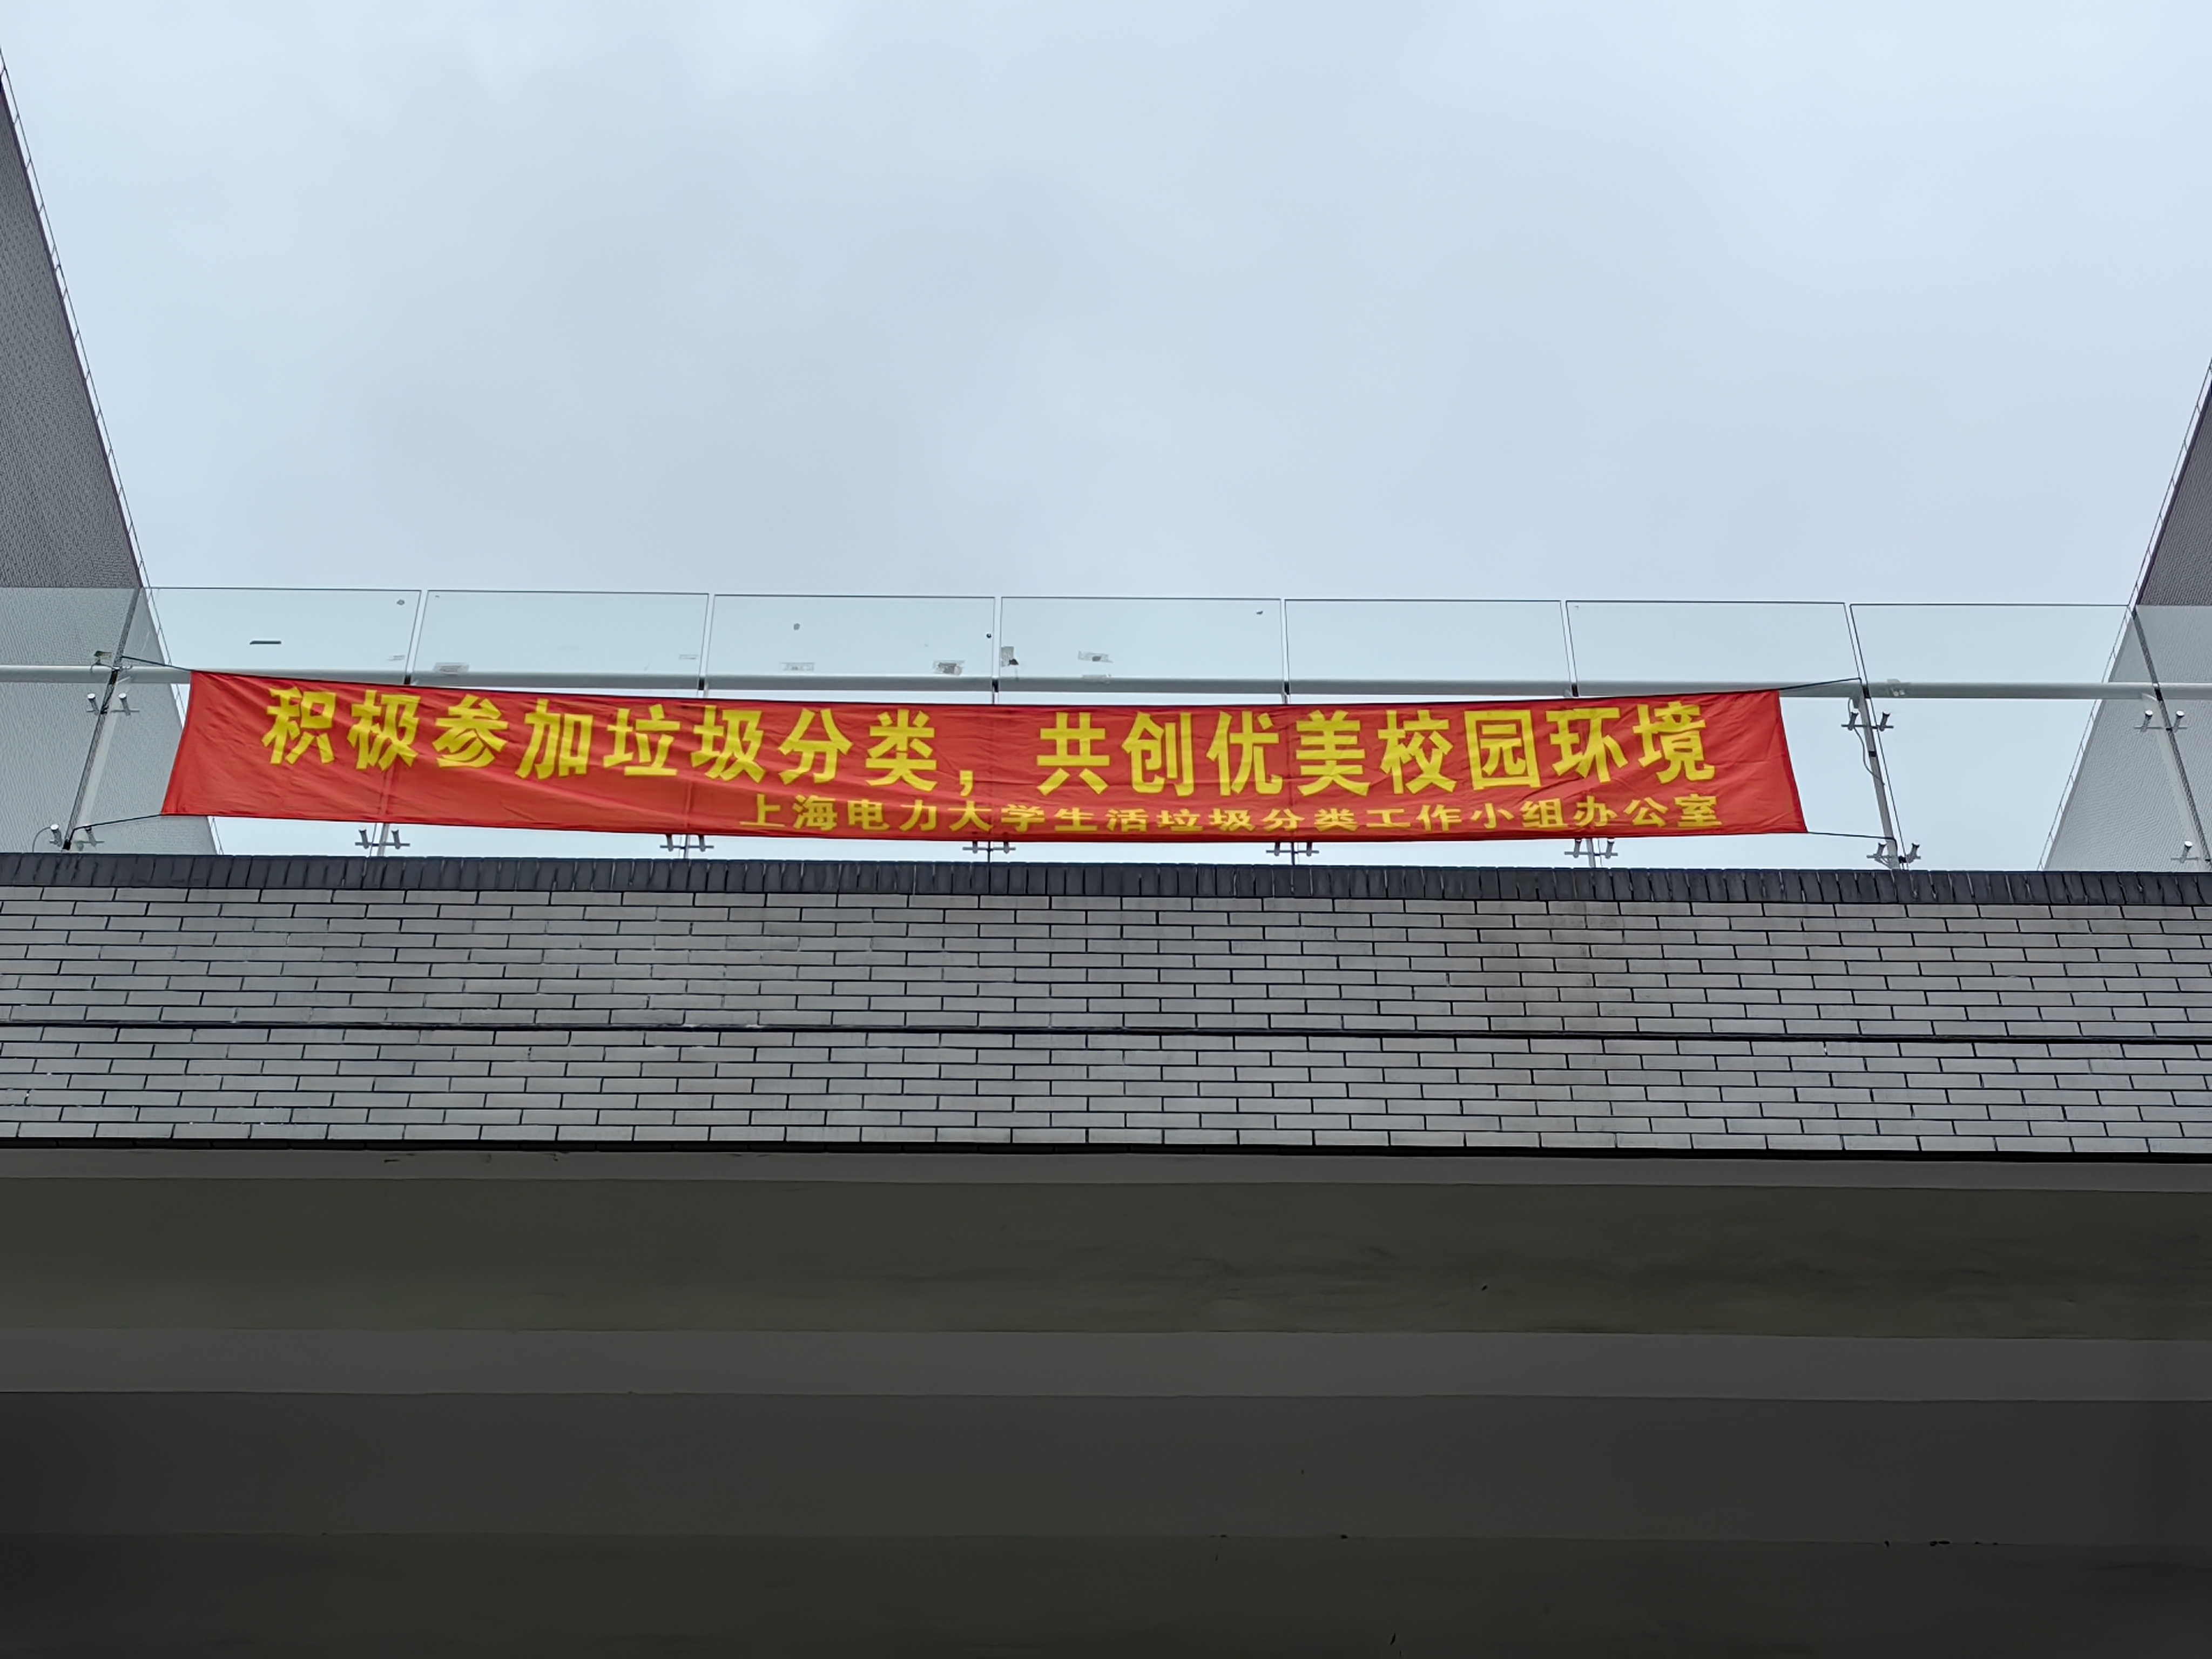 积极参加垃圾分类，共创优美校园环境
上海电力大学生活垃圾分类工作小组办公室